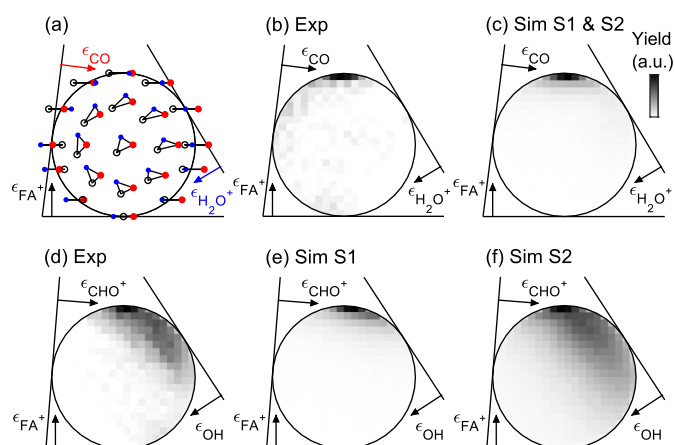 (a)
ϵCO
ϵFA+
ϵH2O+
(b) Exp
ϵCO
ϵFA+
ϵH2O+
(c) Sim S1 & S2
Yield
(a.u.)
ϵCO
ϵFA+
ϵH2O+
(d) Exp
ϵCHO+
ϵFA+
ϵOH
(e) Sim S1
ϵCHO+
ϵFA+
ϵOH
(f) Sim S2
ϵCHO+
ϵFA+
ϵOH